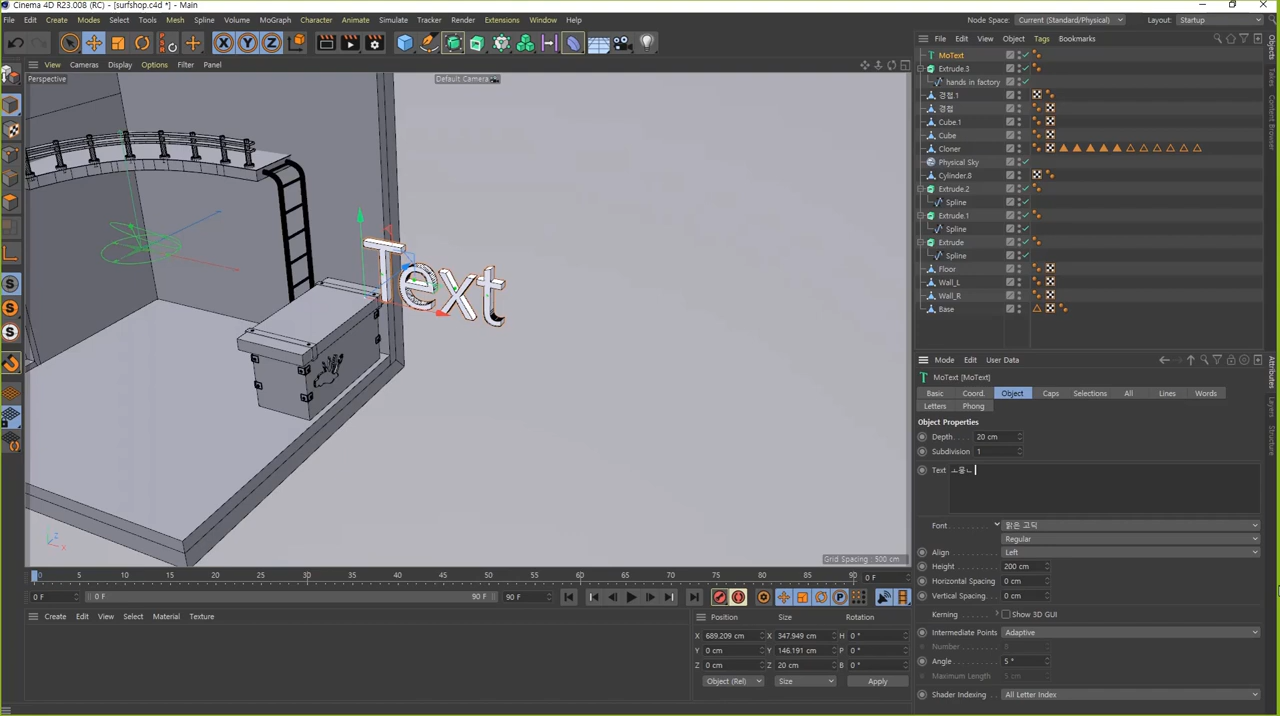 Cinema 4D R23.008 (RC) - [surfshop.c4d *] - Main
File Edit Create Modes Select Tools Mesh Spline Volume MoGraph Character Animate Simulate Tracker Render Extensions Window Help
Node Space: Current (Standard/Physical) Layout: Startup
View Cameras Display Options Filter Panel
Perspective
Default Camera
Text
Grid Spacing : 500 cm
File Edit View Object Tags Bookmarks
MoText
Extrude.3
hands in factory
경첩.1
경첩
Cube.1
Cube
Cloner
Physical Sky
Cylinder.8
Extrude.2
Spline
Extrude.1
Spline
Extrude
Spline
Floor
Wall_L
Wall_R
Base
Objects
Takes
Content Browser
Mode Edit User Data
MoText [MoText]
Basic Coord. Object Caps Selections All Lines Words
Letters Phong
Object Properties
Depth 20 cm
Subdivision 1
Text ㅗ뭉ㄴ
Font 맑은 고딕
Regular
Align Left
Height 200 cm
Horizontal Spacing 0 cm
Vertical Spacing 0 cm
Kerning Show 3D GUI
Intermediate Points Adaptive
Number
Angle 5 °
Maximum Length 5 cm
Shader Indexing All Letter Index
Attributes
Layers
Structure
0 5 10 15 20 25 30 35 40 45 50 55 60 65 70 75 80 85 90 0 F
0 F 0 F 90 F 90 F
Create Edit View Select Material Texture
Position Size Rotation
X 689.209 cm X 347.949 cm H 0 °
Y 0 cm Y 146.191 cm P 0 °
Z 0 cm Z 20 cm B 0 °
Object (Rel) Size Apply